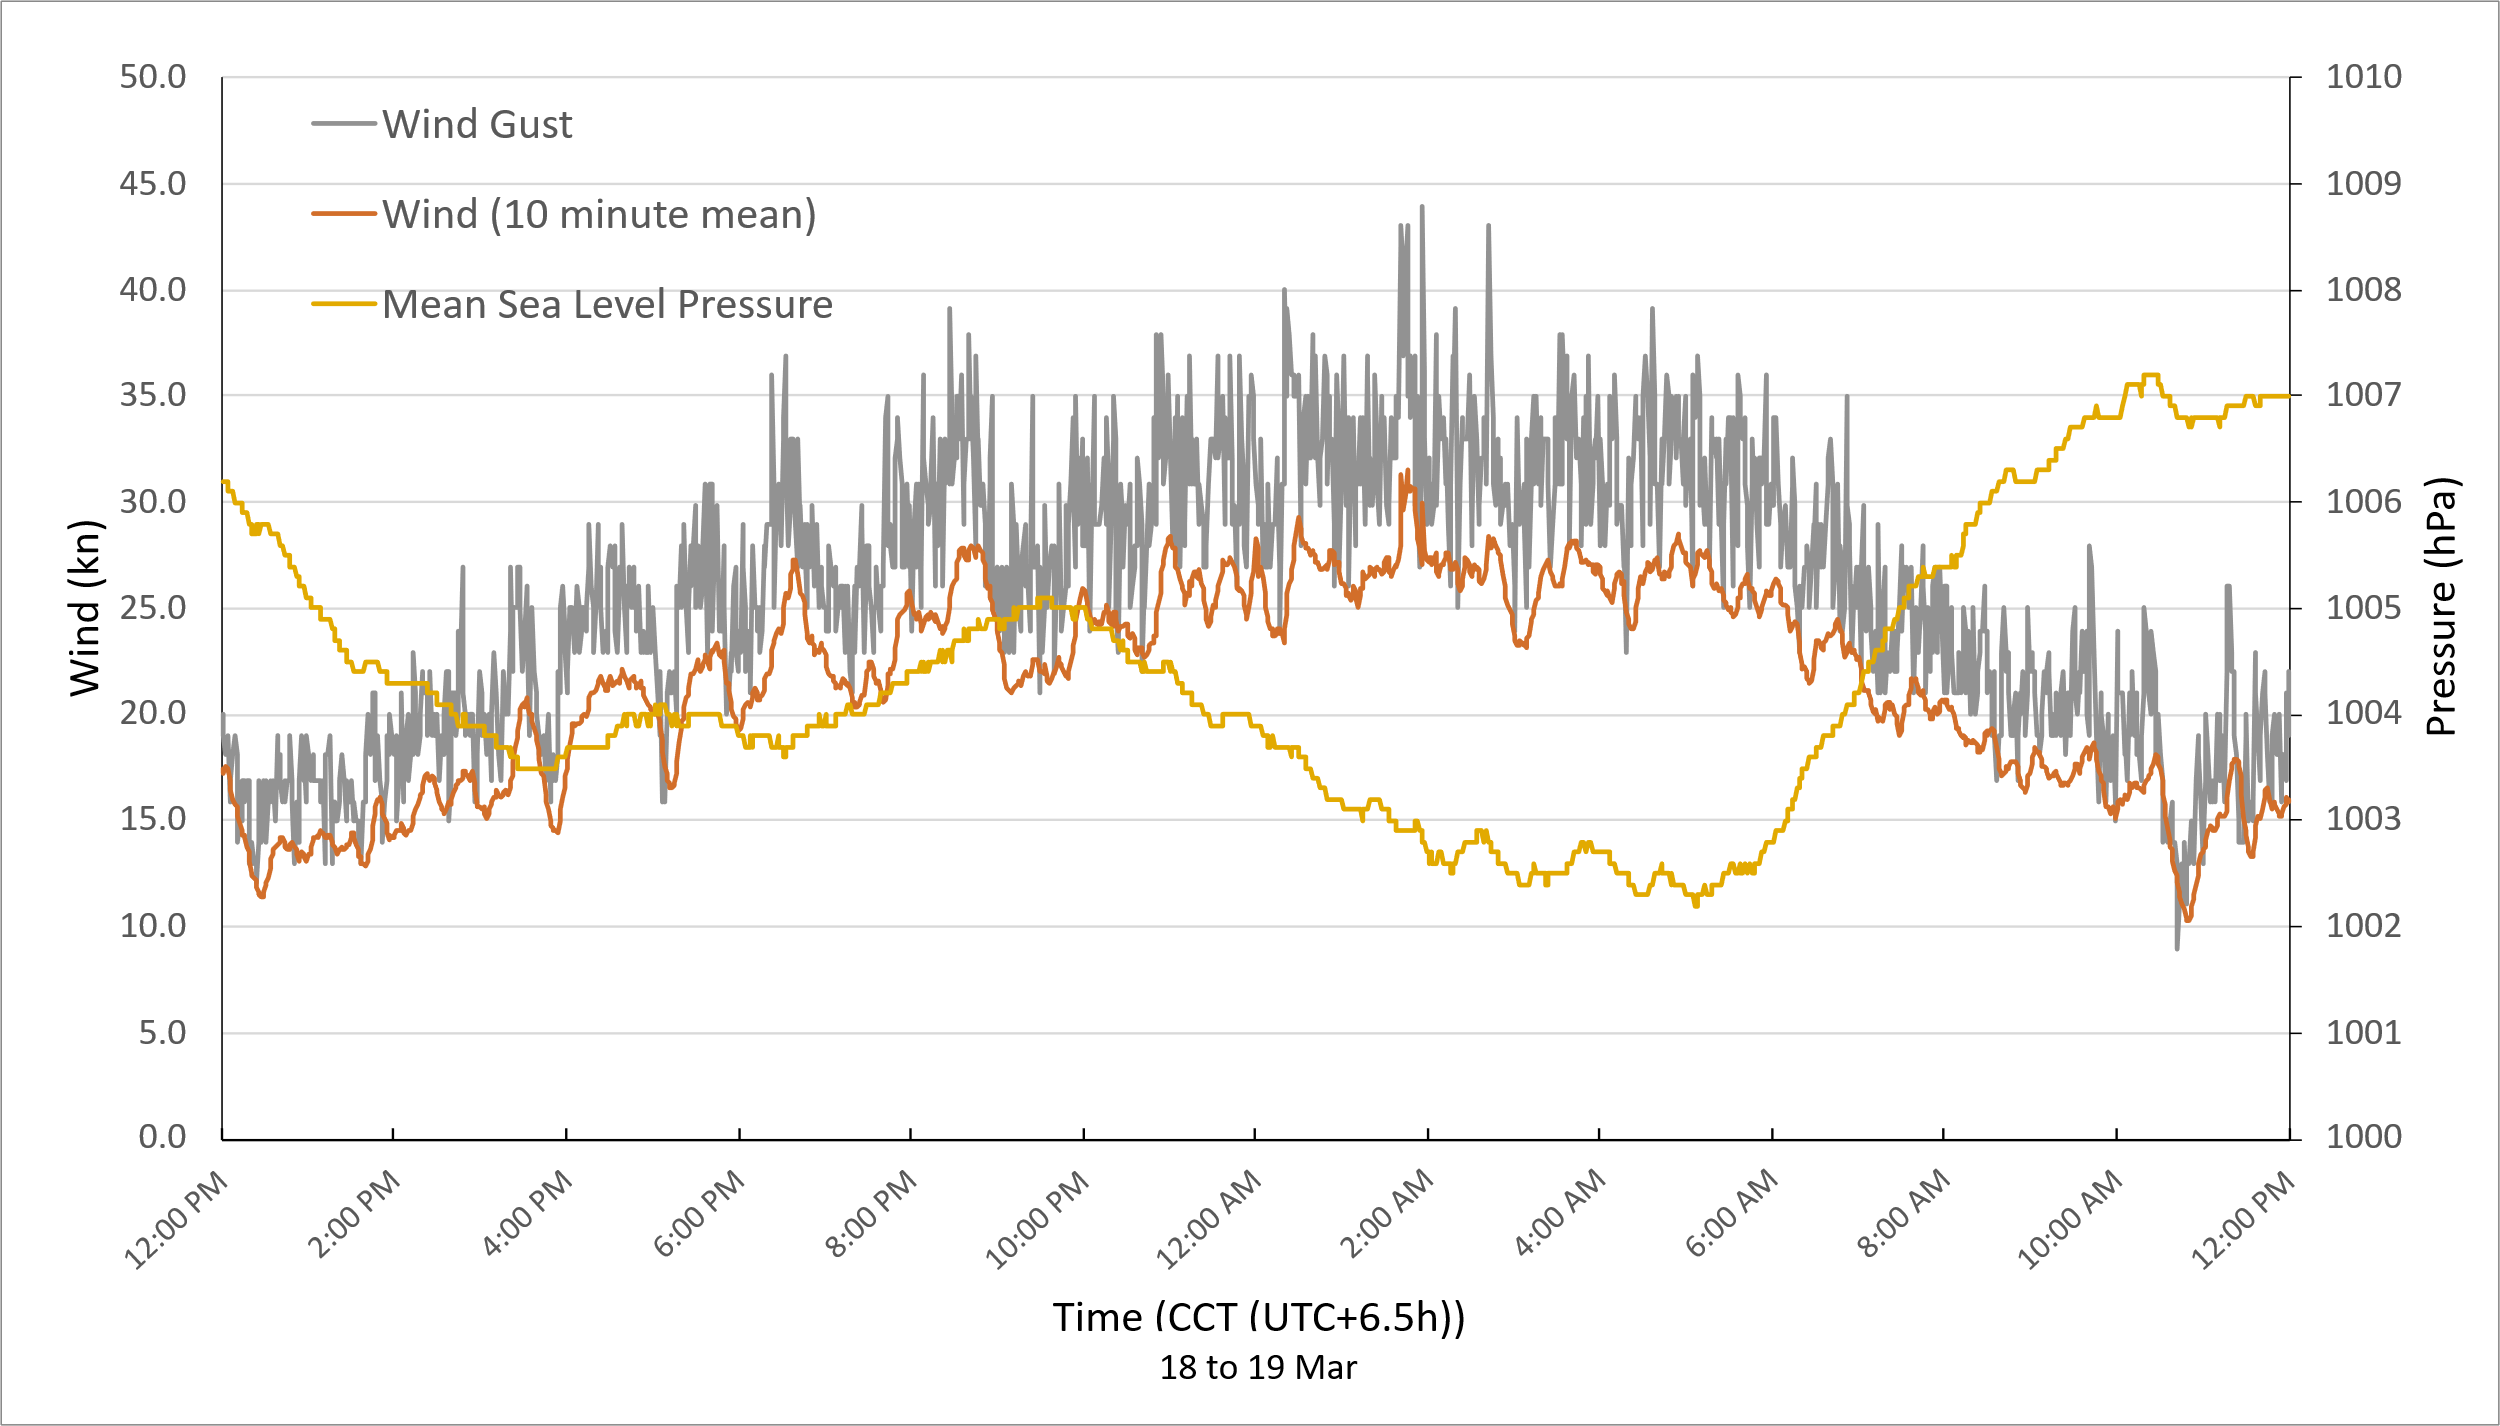 50.0
45.0
40.0
35.0
30.0
25.0
20.0
15.0
10.0
5.0
0.0
Wind (kn)
Wind Gust
Wind (10 minute mean)
Mean Sea Level Pressure
1010
1009
1008
1007
1006
1005
1004
1003
1002
1001
1000
Pressure (hPa)
12:00 PM
2:00 PM
4:00 PM
6:00 PM
8:00 PM
10:00 PM
12:00 AM
2:00 AM
4:00 AM
6:00 AM
8:00 AM
10:00 AM
12:00 PM
Time (CCT (UTC+6.5h))
18 to 19 Mar